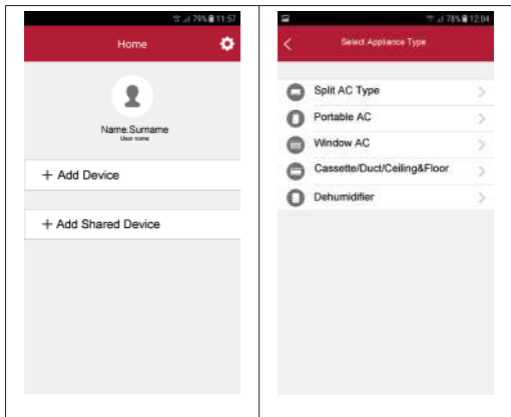 79% 11:57
Home
Name.Surname
User name
+ Add Device
+ Add Shared Device
78% 12:04
Select Appliance Type
Split AC Type
Portable AC
Window AC
Cassette/Duct/Ceiling&Floor
Dehumidifier